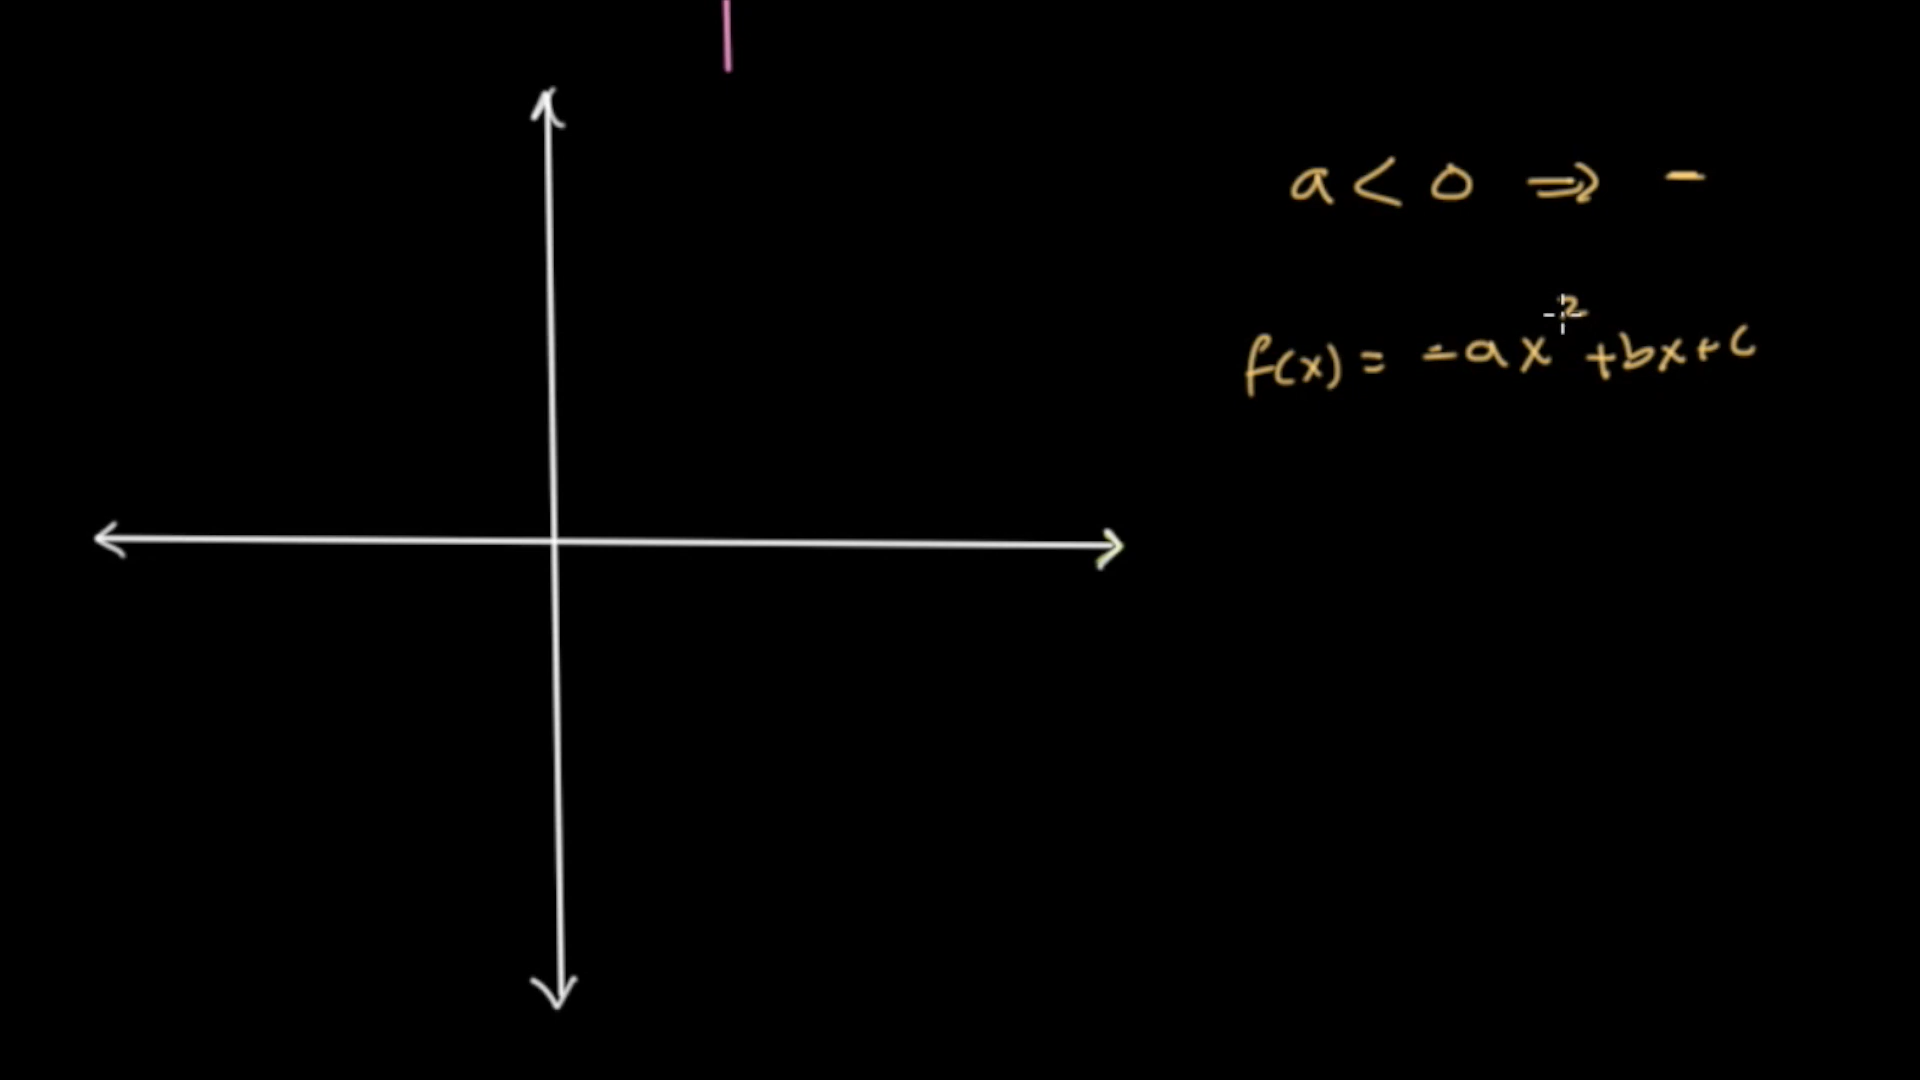 a < 0 ⇒ -
f(x) = -ax²+bx+c